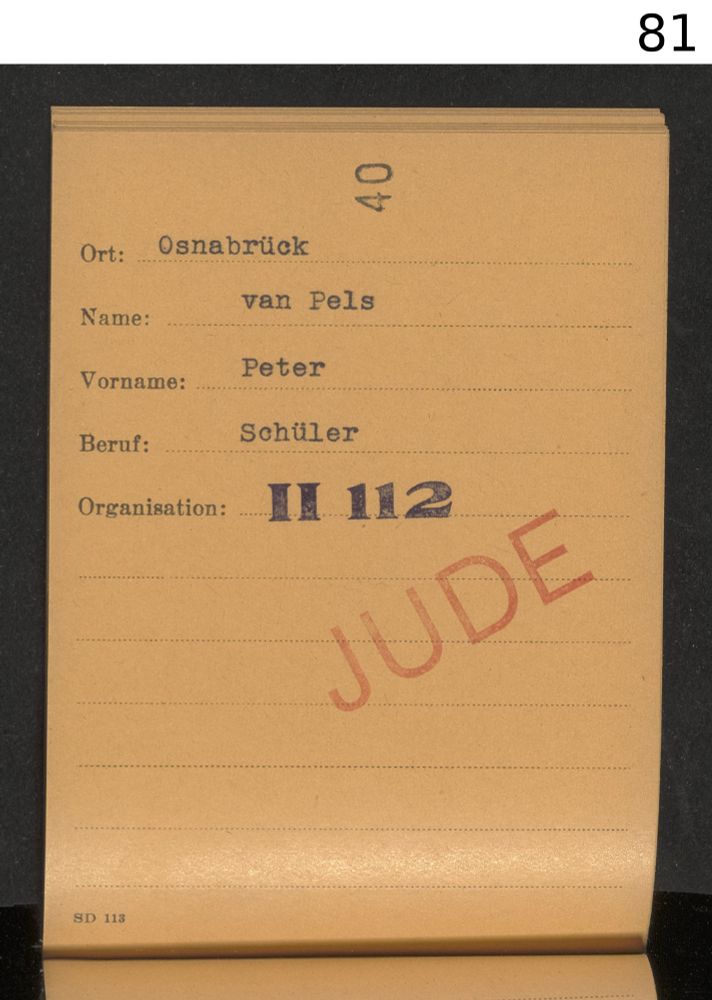 81
40
Ort: Osnabrück
Name: van Pels
Vorname: Peter
Beruf: Schüler
Organisation: II 112
JUDE
SD 113